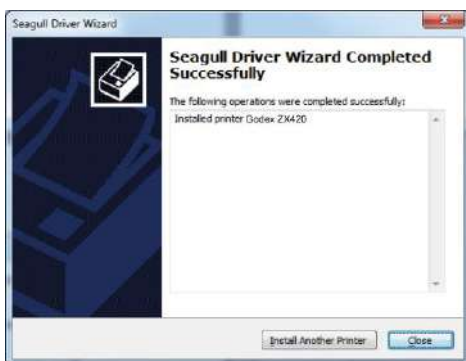 Seagull Driver Wizard
Seagull Driver Wizard Completed
Successfully
The following operations were completed successfully:
Installed printer Godex ZX420
Install Another Printer
Close